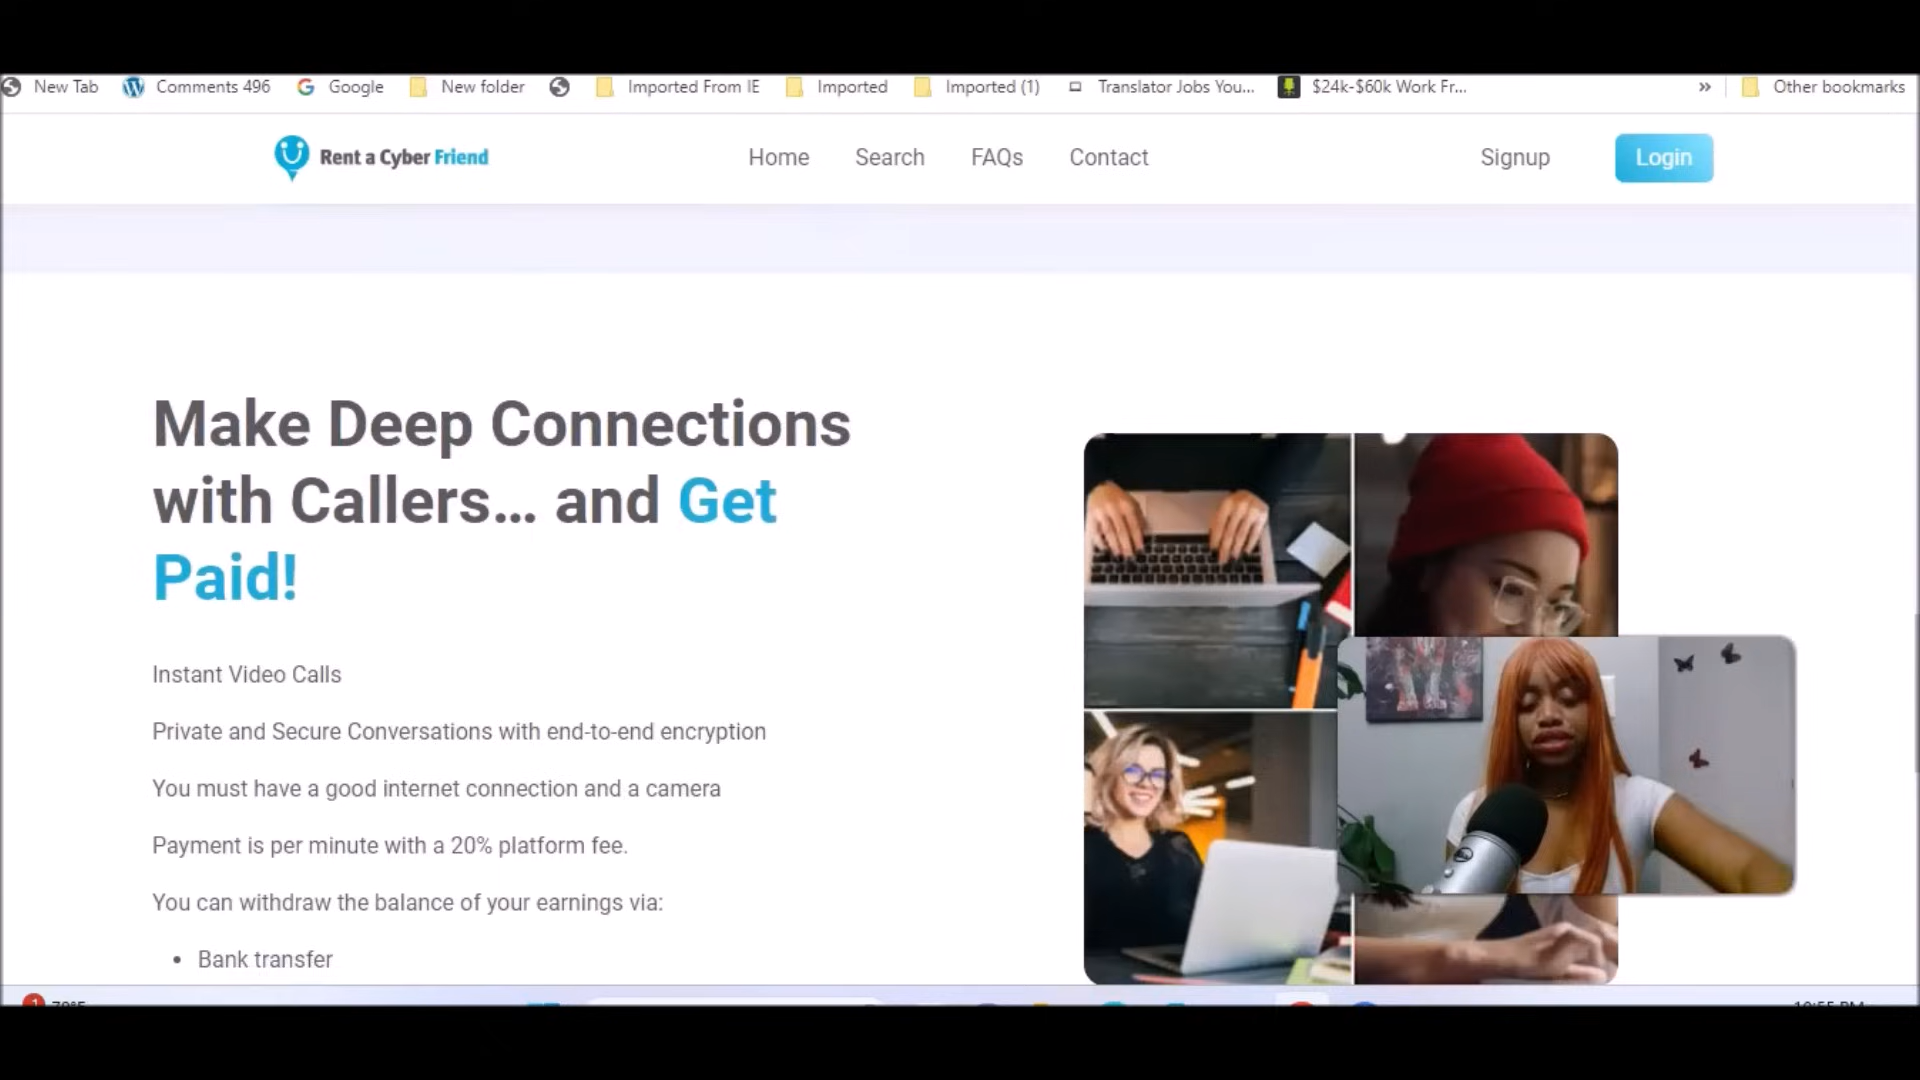 New Tab Comments 496 Google New folder Imported From IE Imported Imported (1) Translator Jobs You... $24k-$60k Work Fr... » Other bookmarks
Rent a Cyber Friend Home Search FAQs Contact Signup Login
Make Deep Connections
with Callers... and Get
Paid!
Instant Video Calls
Private and Secure Conversations with end-to-end encryption
You must have a good internet connection and a camera
Payment is per minute with a 20% platform fee.
You can withdraw the balance of your earnings via:
• Bank transfer